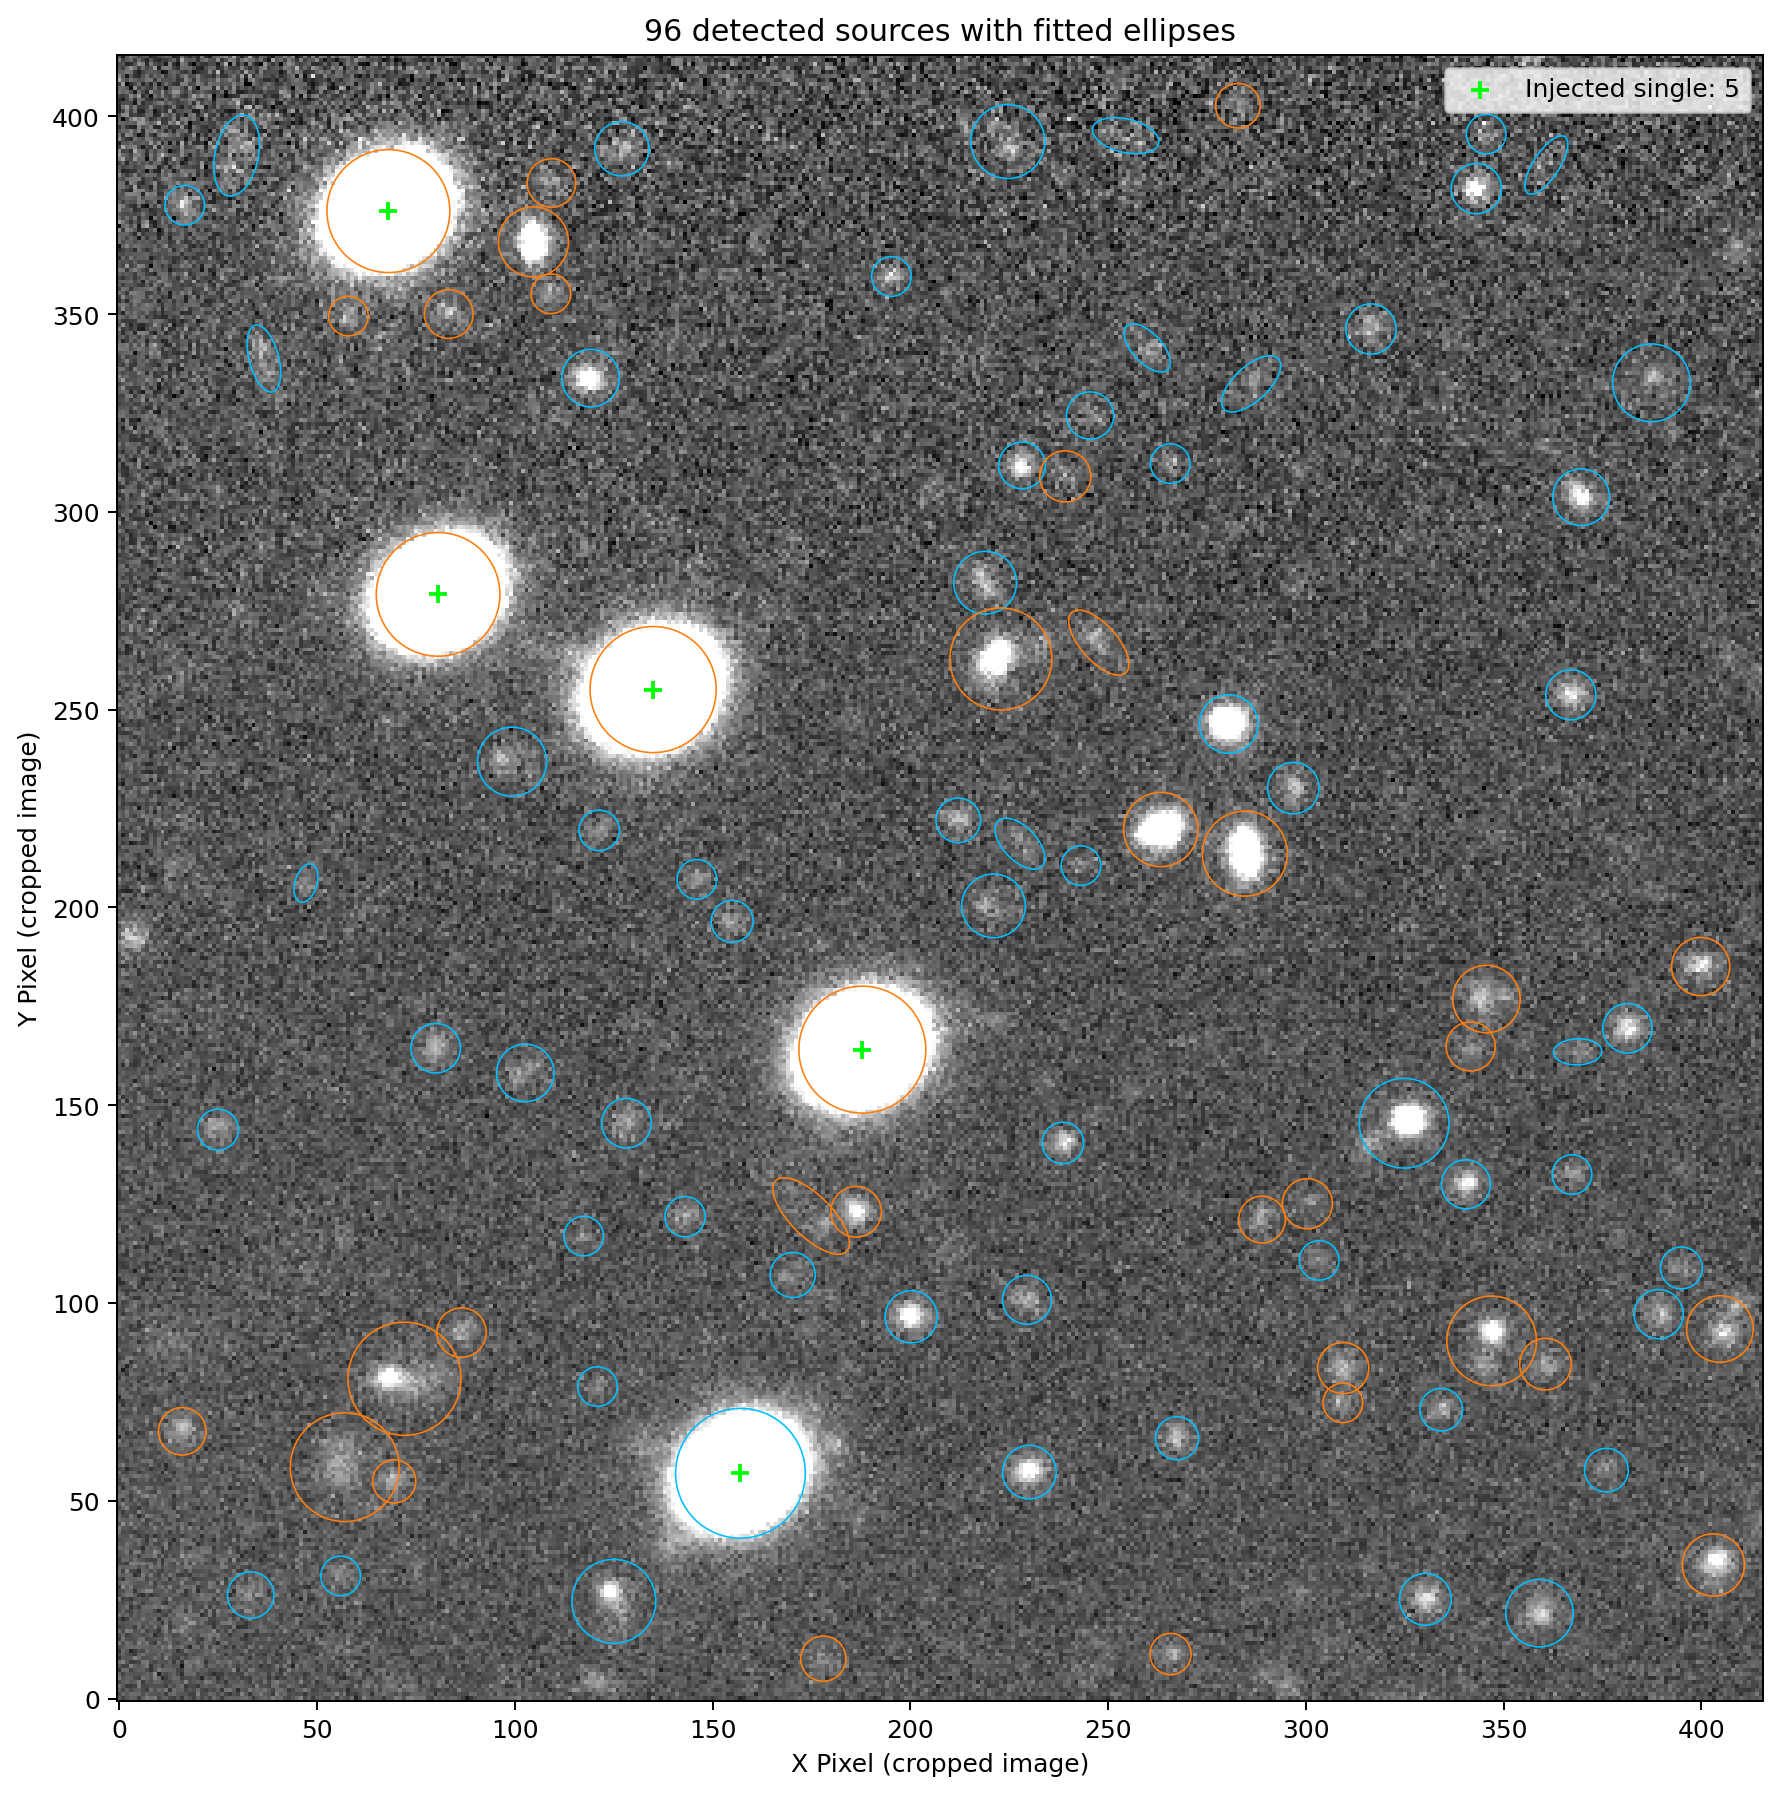 96 detected sources with fitted ellipses
Injected single: 5
Y Pixel (cropped image)
400
350
300
250
200
150
100
50
0
0 50 100 150 200 250 300 350 400
X Pixel (cropped image)